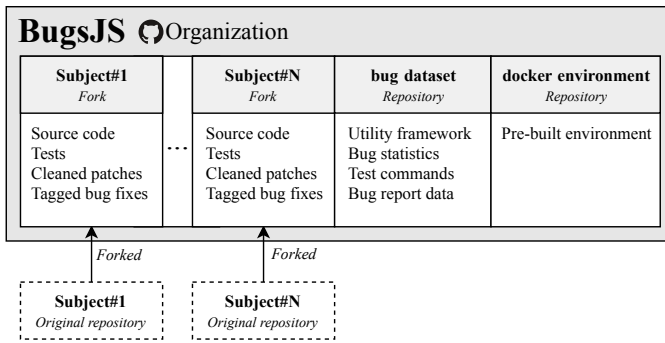 BugsJS Organization
Subject#1
Fork
Source code
Tests
Cleaned patches
Tagged bug fixes
...
Subject#N
Fork
Source code
Tests
Cleaned patches
Tagged bug fixes
bug dataset
Repository
Utility framework
Bug statistics
Test commands
Bug report data
docker environment
Repository
Pre-built environment
Forked
Forked
Subject#1
Original repository
Subject#N
Original repository